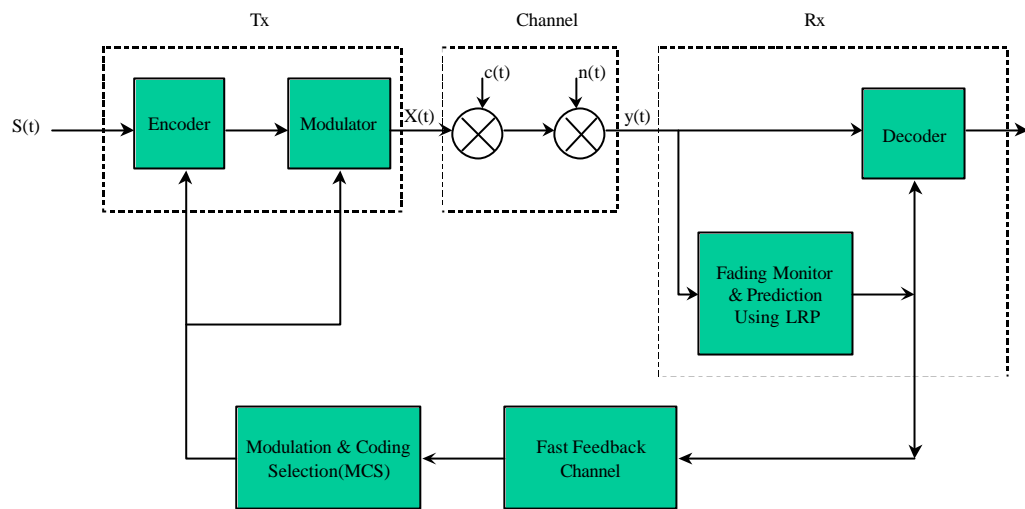 Tx
Channel
Rx
c(t)
n(t)
S(t)
Encoder
Modulator
X(t)
y(t)
Decoder
Fading Monitor
& Prediction
Using LRP
Modulation & Coding
Selection(MCS)
Fast Feedback
Channel